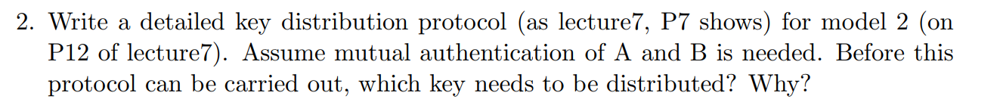 2. Write a detailed key distribution protocol (as lecture7, P7 shows) for model 2 (on
P12 of lecture7). Assume mutual authentication of A and B is needed. Before this
protocol can be carried out, which key needs to be distributed? Why?